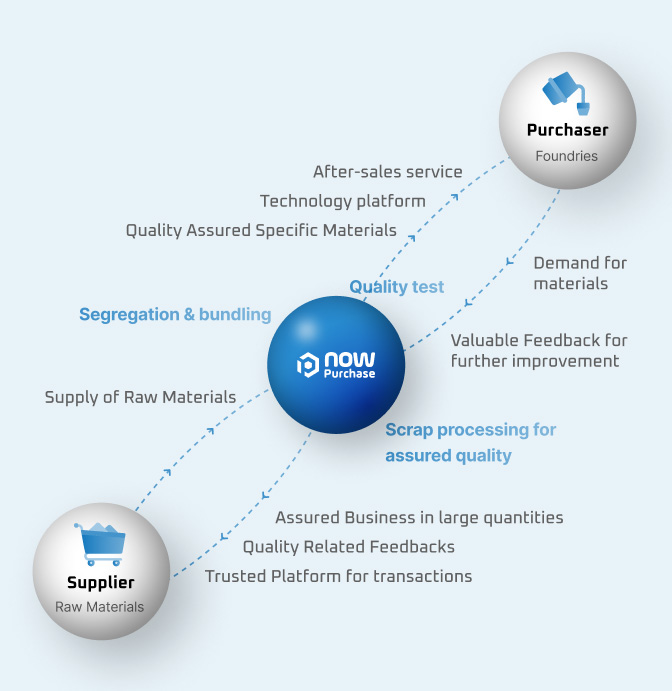 Purchaser
Foundries
After-sales service
Technology platform
Quality Assured Specific Materials
Demand for
materials
Quality test
Segregation & bundling
Valuable Feedback for
further improvement
now
Purchase
Supply of Raw Materials
Scrap processing for
assured quality
Assured Business in large quantities
Quality Related Feedbacks
Trusted Platform for transactions
Supplier
Raw Materials